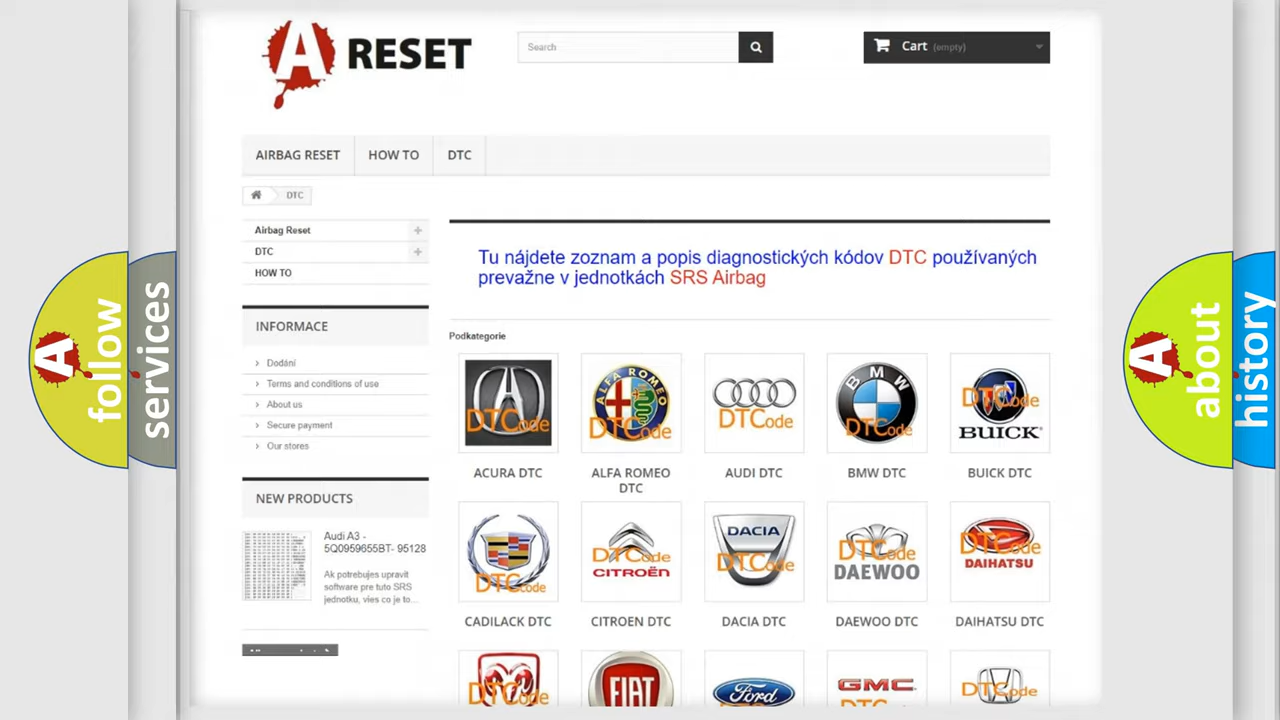 A RESET
Search
Cart (empty)
AIRBAG RESET
HOW TO
DTC
DTC
Airbag Reset
DTC
HOW TO
INFORMACE
Dodání
Terms and conditions of use
About us
Secure payment
Our stores
NEW PRODUCTS
Audi A3 -
5Q0959655BT- 95128
Ak potrebujes upravit
software pre tuto SRS
jednotku, vies co je to...
Tu nájdete zoznam a popis diagnostických kódov DTC používaných
prevažne v jednotkách SRS Airbag
Podkategorie
DTCode
ALFA ROMEO
DTCode
DTCode
BMW
DTCode
DTCode
BUICK
ACURA DTC
ALFA ROMEO
DTC
AUDI DTC
BMW DTC
BUICK DTC
DTCode
DTCode
CITROËN
DACIA
DTCode
DTCode
DAEWOO
DTCode
DAIHATSU
CADILACK DTC
CITROEN DTC
DACIA DTC
DAEWOO DTC
DAIHATSU DTC
DTCode
FIAT
Ford
GMC
DTCode
A follow
services
A about
history